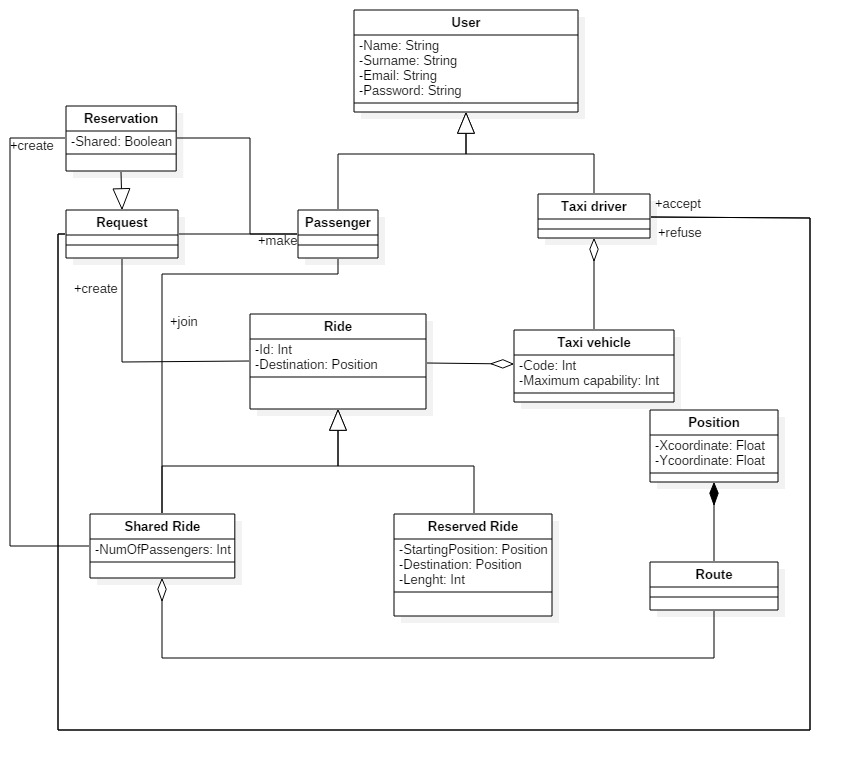 User
-Name: String
-Surname: String
-Email: String
-Password: String
Reservation
-Shared: Boolean
+create
Request
Passenger
+make
Taxi driver
+accept
+refuse
+create
+join
Ride
-Id: Int
-Destination: Position
Taxi vehicle
-Code: Int
-Maximum capability: Int
Position
-Xcoordinate: Float
-Ycoordinate: Float
Shared Ride
-NumOfPassengers: Int
Reserved Ride
-StartingPosition: Position
-Destination: Position
-Lenght: Int
Route